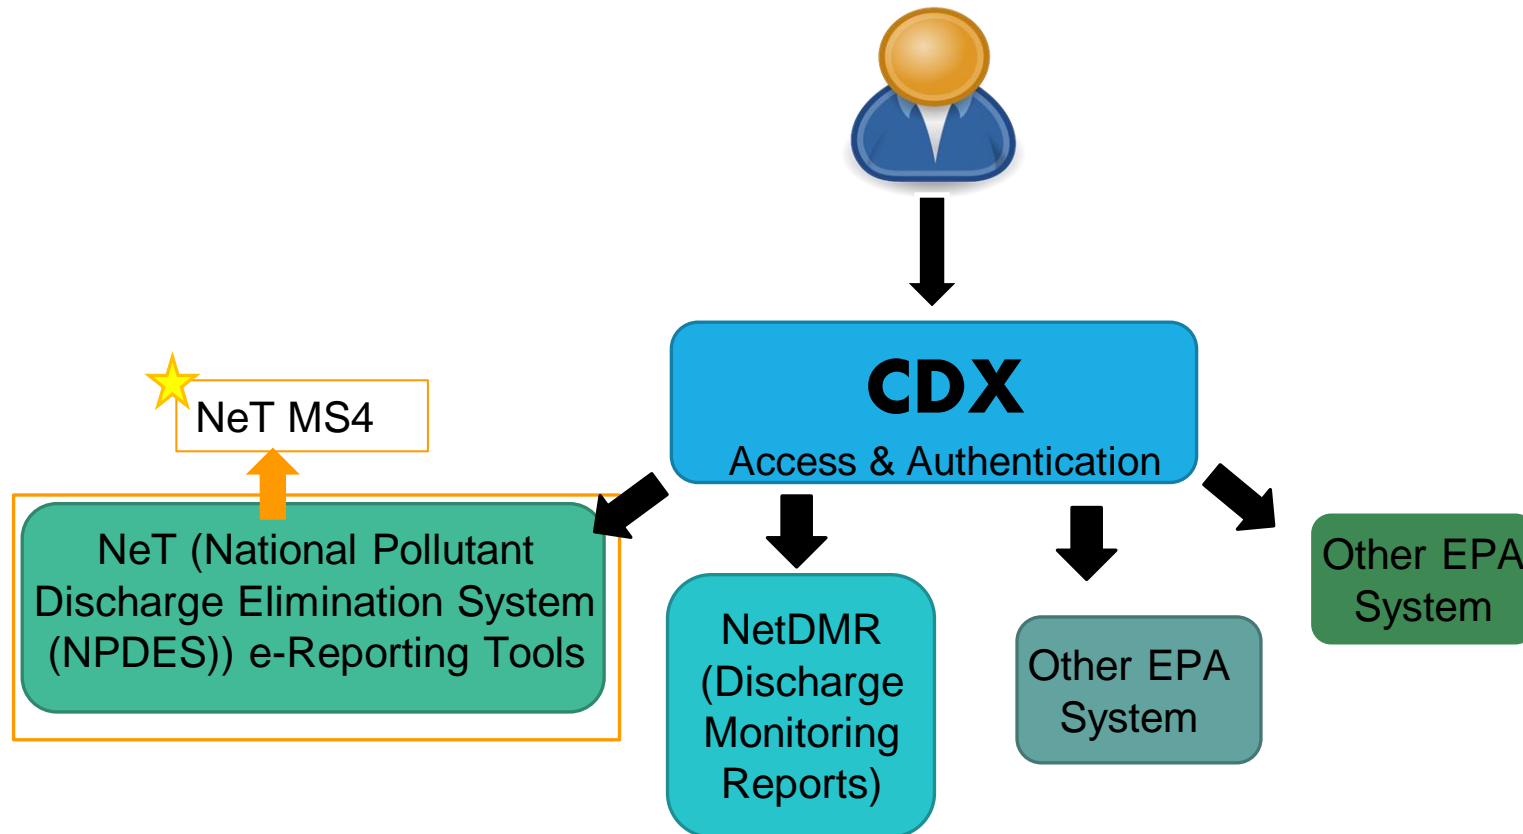 CDX
Access & Authentication
NeT MS4
NeT (National Pollutant
Discharge Elimination System
(NPDES)) e-Reporting Tools
NetDMR
(Discharge
Monitoring
Reports)
Other EPA
System
Other EPA
System